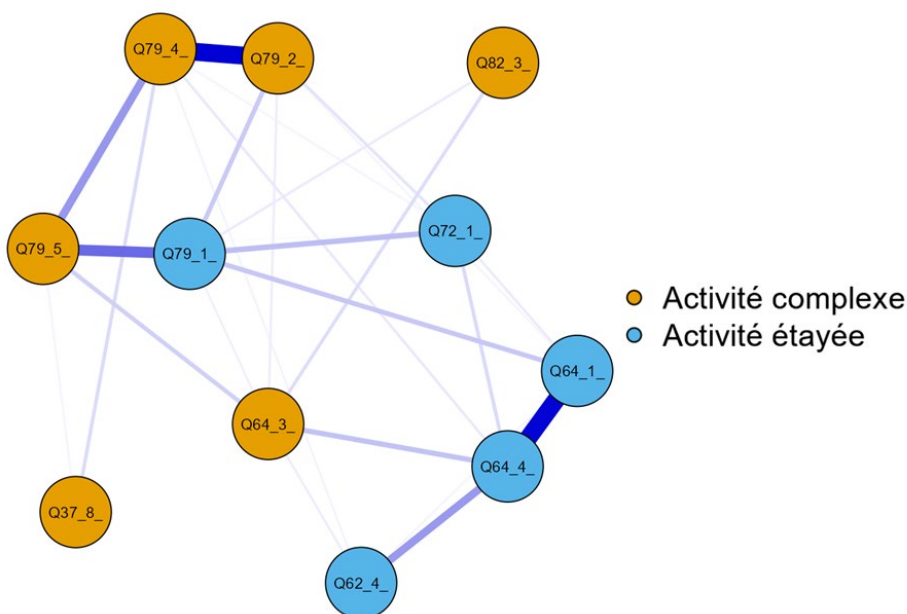 Q79_4_
Q79_2_
Q82_3_
Q72_1_
Q79_5_
Q79_1_
Activité complexe
Activité étayée
Q64_1_
Q64_3_
Q64_4_
Q37_8_
Q62_4_